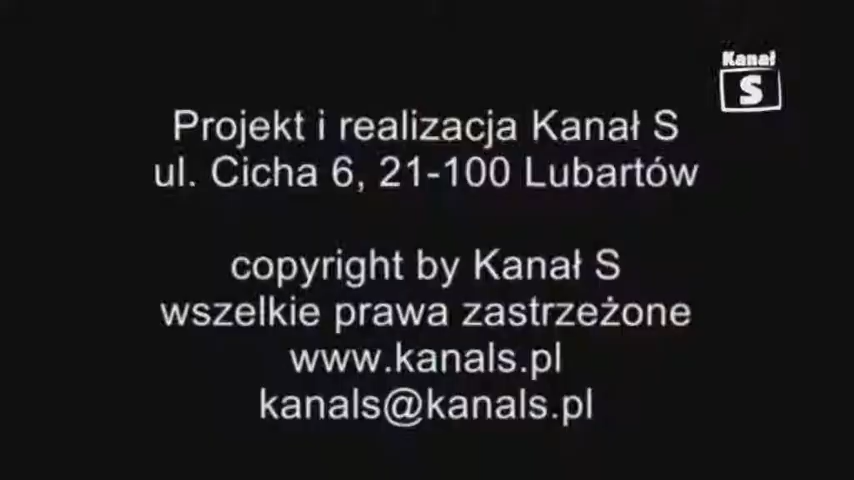 Kanał
S
Projekt i realizacja Kanał S
ul. Cicha 6, 21-100 Lubartów
copyright by Kanał S
wszelkie prawa zastrzeżone
www.kanals.pl
kanals@kanals.pl